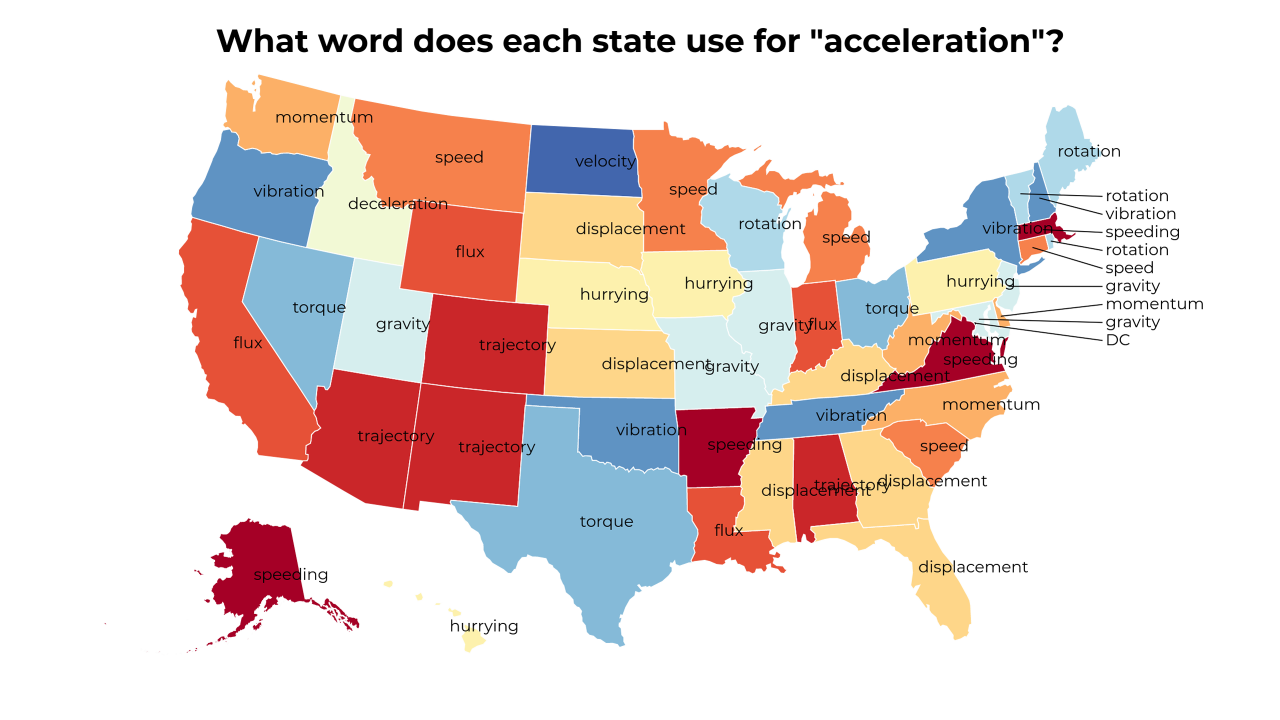 What word does each state use for "acceleration"?
momentum
speed
velocity
rotation
vibration
speed
deceleration
rotation
vibration
rotation
vibration
displacement
rotation
speeding
speed
rotation
flux
speed
hurrying
hurrying
hurrying
gravity
torque
torque
momentum
gravity
gravity
flux
gravity
DC
flux
trajectory
momentum
displacement
gravity
speeding
displacement
momentum
vibration
trajectory
vibration
speeding
speed
trajectory
displacement
trajectory
displacement
torque
flux
displacement
speeding
hurrying